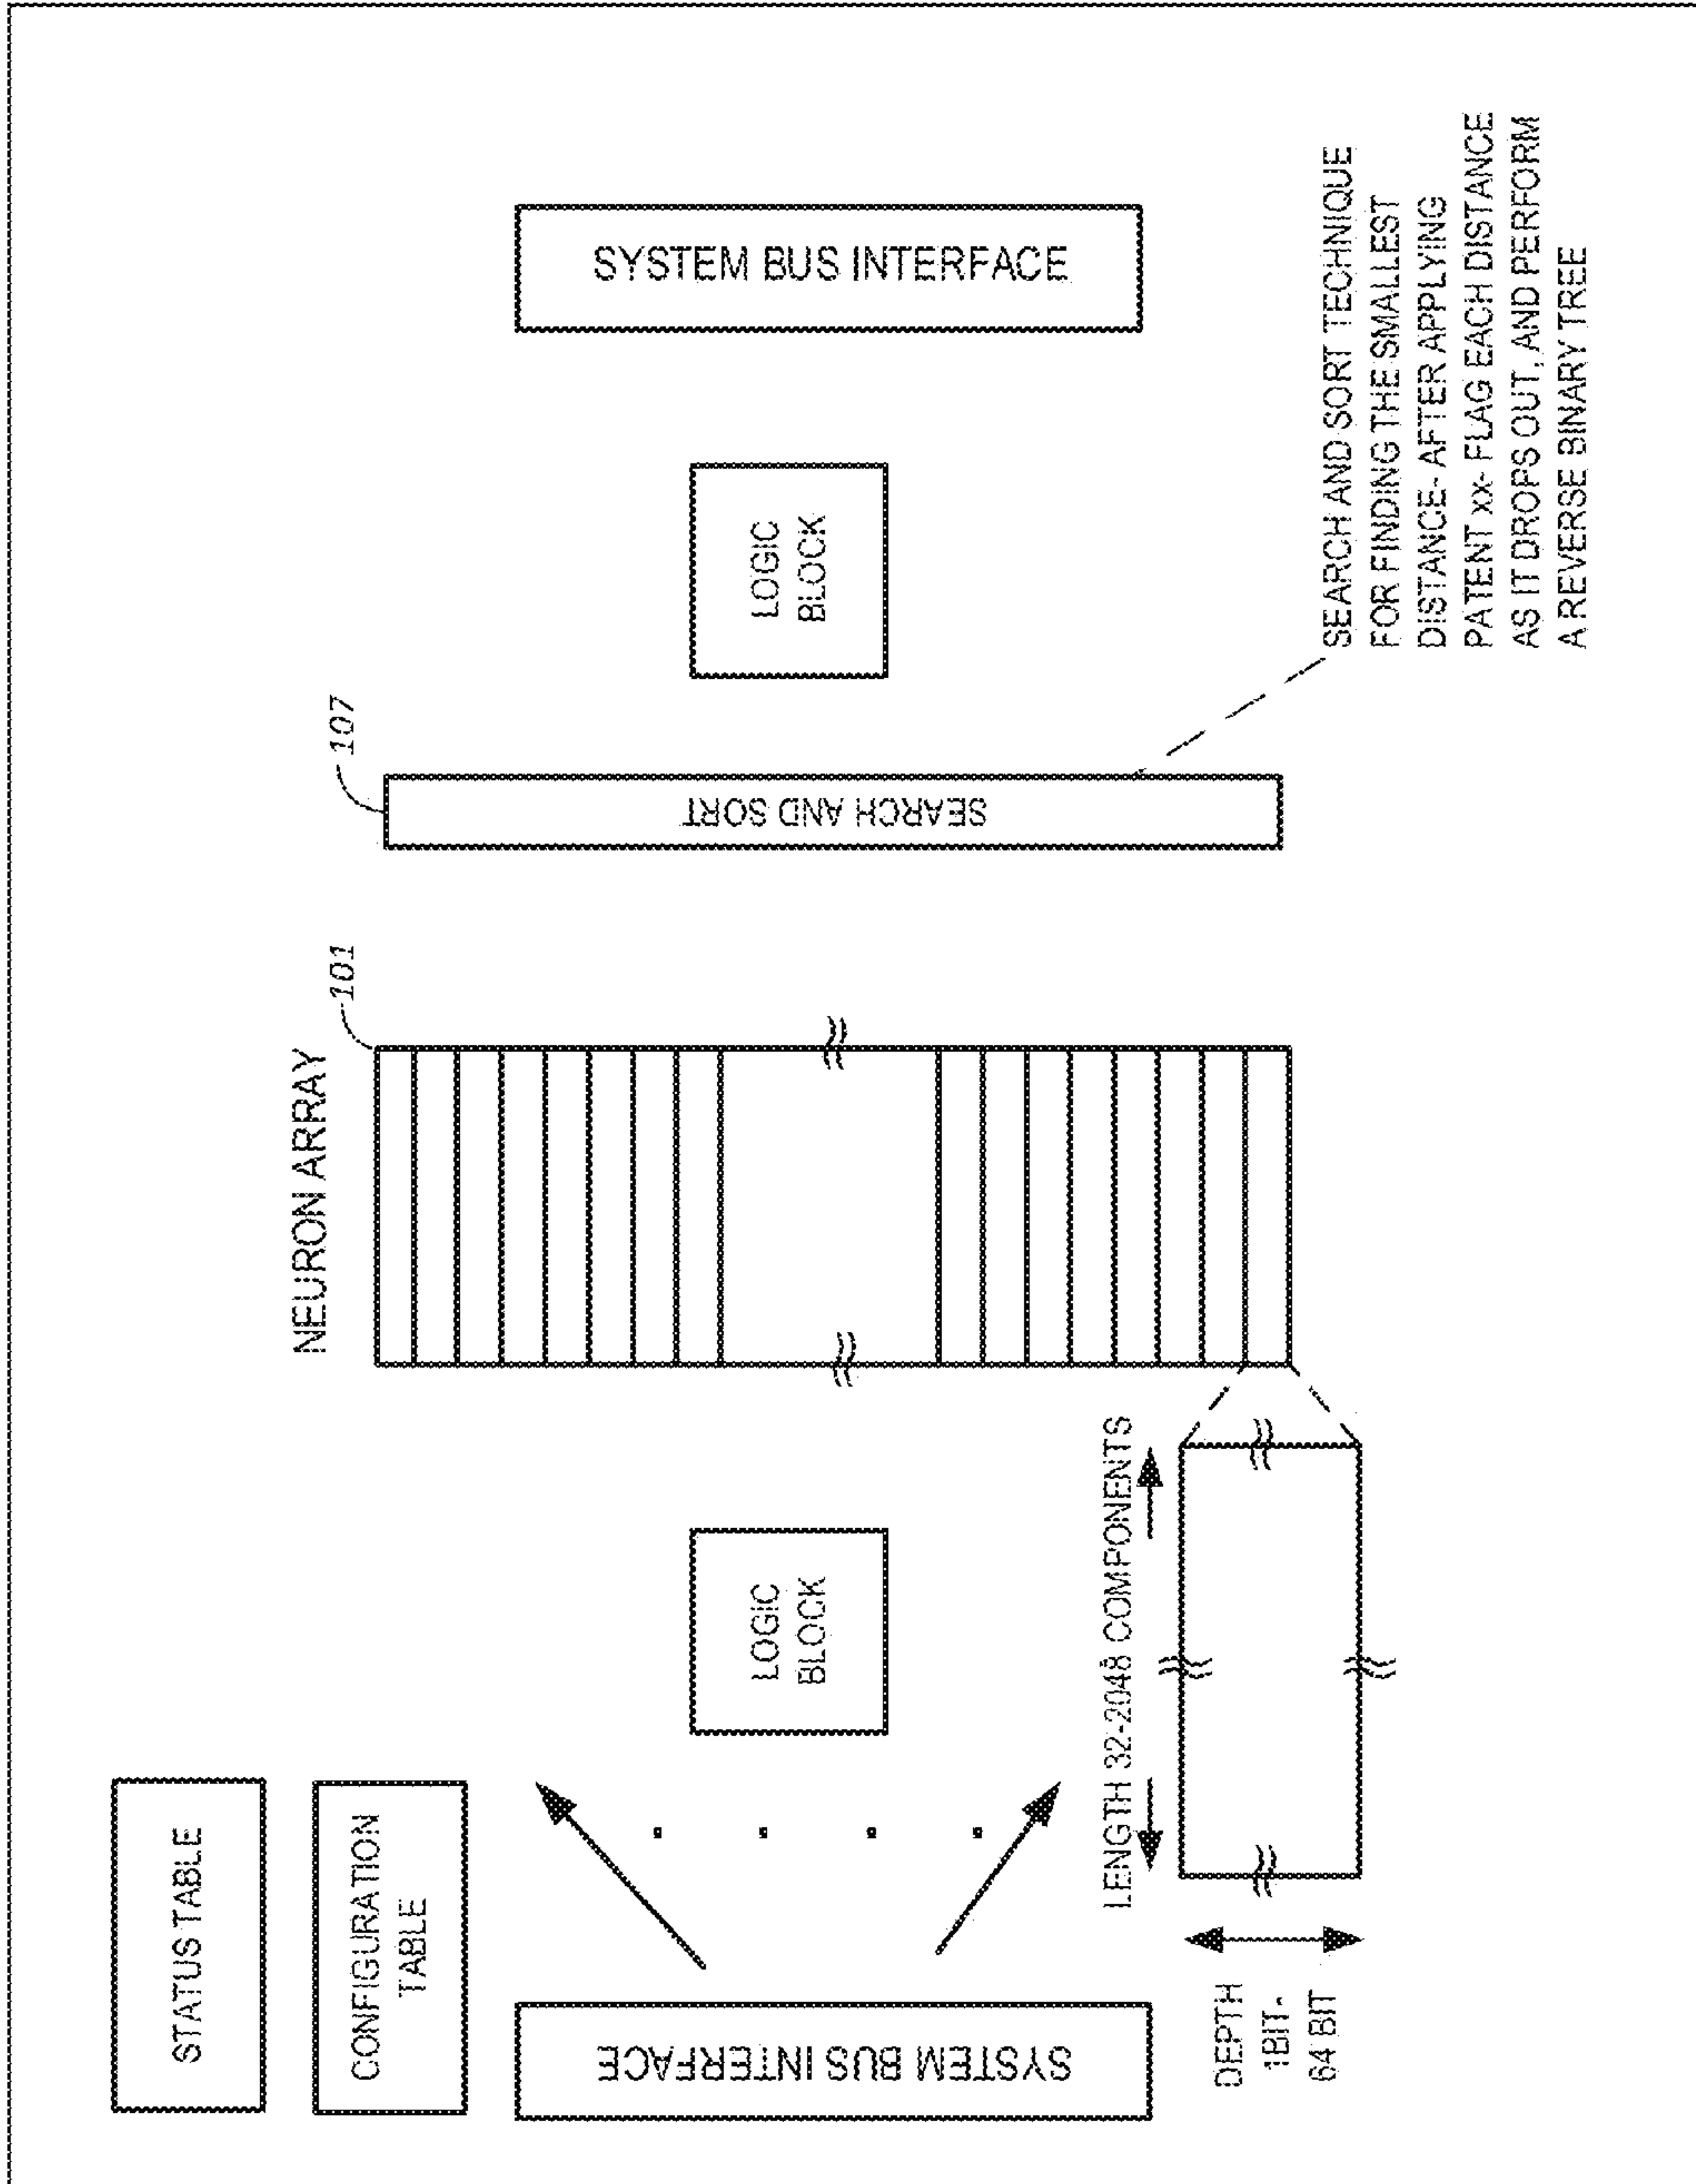 STATUS TABLE
CONFIGURATION
TABLE
SYSTEM BUS INTERFACE
DEPTH
1BIT-
64 BIT
LENGTH 32-2048 COMPONENTS
LOGIC
BLOCK
NEURON ARRAY
101
107
SEARCH AND SORT
LOGIC
BLOCK
SYSTEM BUS INTERFACE
SEARCH AND SORT TECHNIQUE
FOR FINDING THE SMALLEST
DISTANCE- AFTER APPLYING
PATENT xx- FLAG EACH DISTANCE
AS IT DROPS OUT, AND PERFORM
A REVERSE BINARY TREE